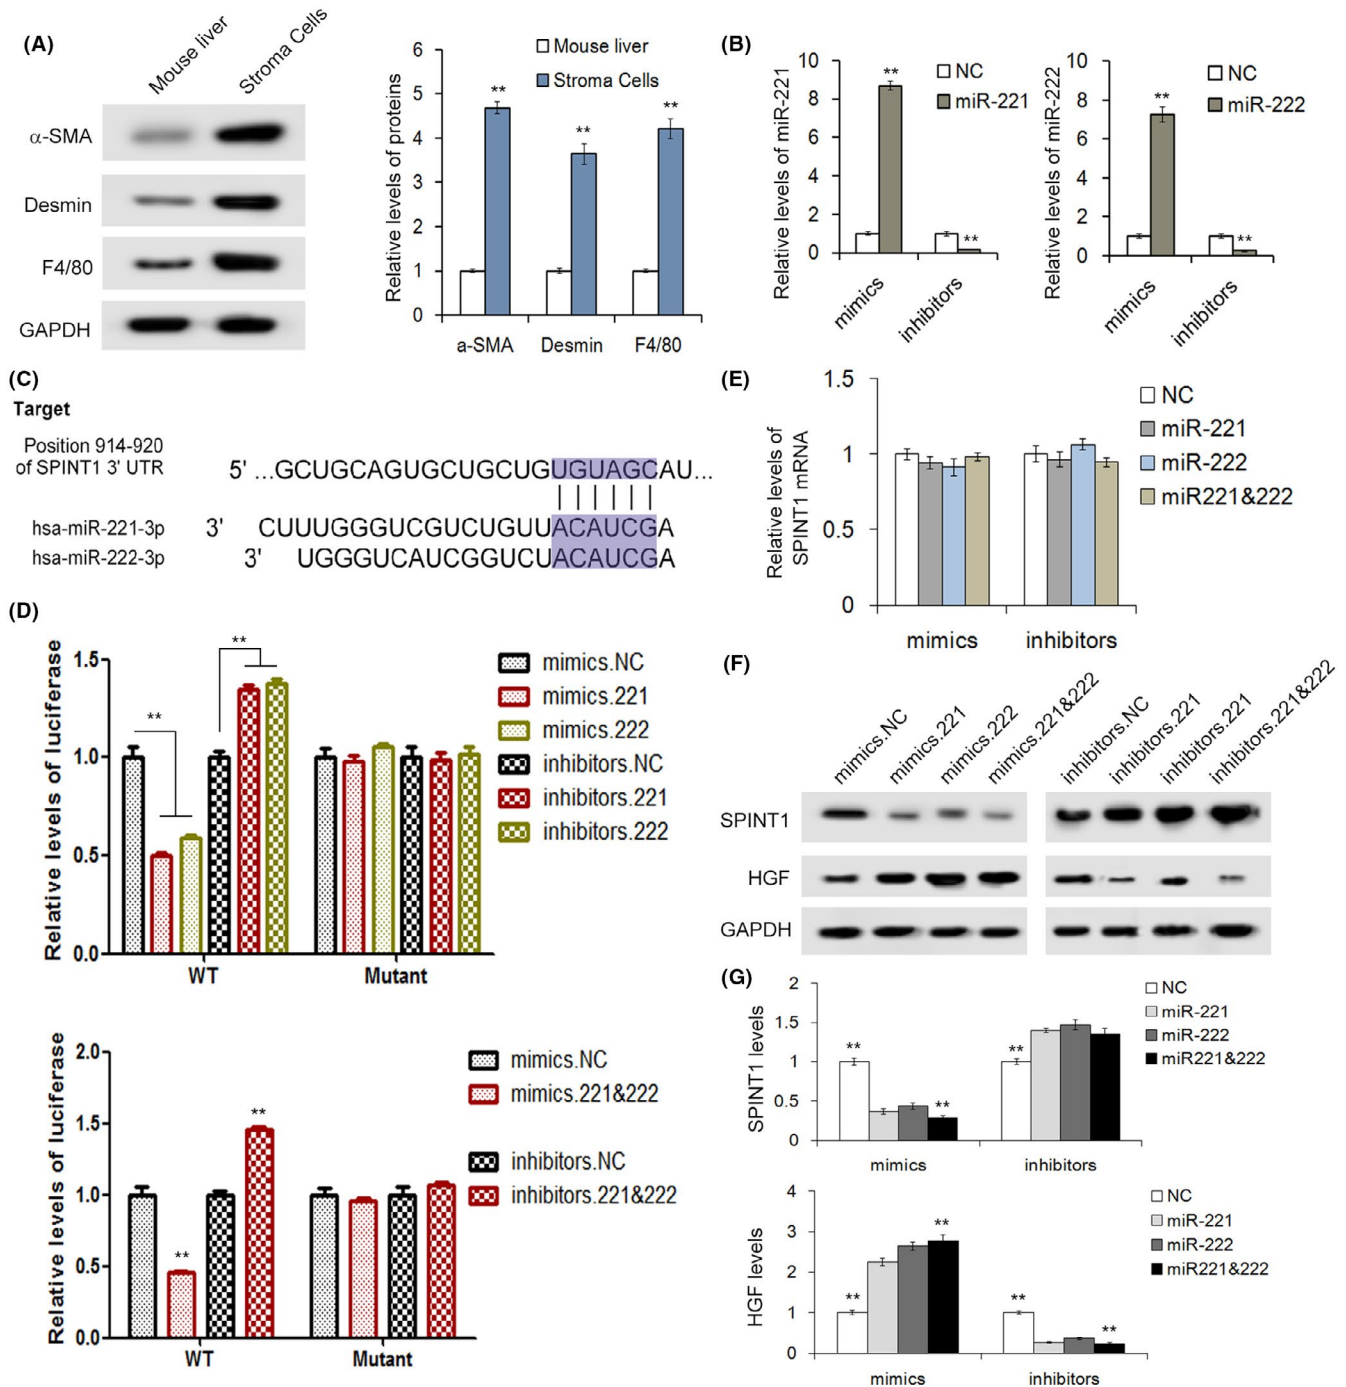 (A)
Mouse liver
Stroma Cells
α-SMA
Desmin
F4/80
GAPDH
Relative levels of proteins
6
5
4
3
2
1
0
Mouse liver
Stroma Cells
**
**
**
a-SMA
Desmin
F4/80
(B)
Relative levels of miR-221
10
8
6
4
2
0
NC
miR-221
**
**
mimics
inhibitors
Relative levels of miR-222
10
8
6
4
2
0
NC
miR-222
**
**
mimics
inhibitors
(C)
Target
Position 914-920
of SPINT1 3' UTR
5' ...GCUGCAGUGCUGCUGUGUAGCAU...
hsa-miR-221-3p 3' CUUUGGGUCGUCUGUUACAUCGA
hsa-miR-222-3p 3' UGGGUCAUCGGUCUACAUCGA
(D)
Relative levels of luciferase
1.5
1.0
0.5
0.0
**
**
WT
Mutant
mimics.NC
mimics.221
mimics.222
inhibitors.NC
inhibitors.221
inhibitors.222
Relative levels of luciferase
2.0
1.5
1.0
0.5
0.0
**
**
WT
Mutant
mimics.NC
mimics.221&222
inhibitors.NC
inhibitors.221&222
(E)
Relative levels of
SPINT1 mRNA
1.5
1
0.5
0
mimics
inhibitors
NC
miR-221
miR-222
miR221&222
(F)
mimics.NC
mimics.221
mimics.222
mimics.221&222
inhibitors.NC
inhibitors.221
inhibitors.221
inhibitors.221&222
SPINT1
HGF
GAPDH
(G)
SPINT1 levels
2
1.5
1
0.5
0
**
**
**
mimics
inhibitors
NC
miR-221
miR-222
miR221&222
HGF levels
4
3
2
1
0
**
**
**
**
mimics
inhibitors
NC
miR-221
miR-222
miR221&222